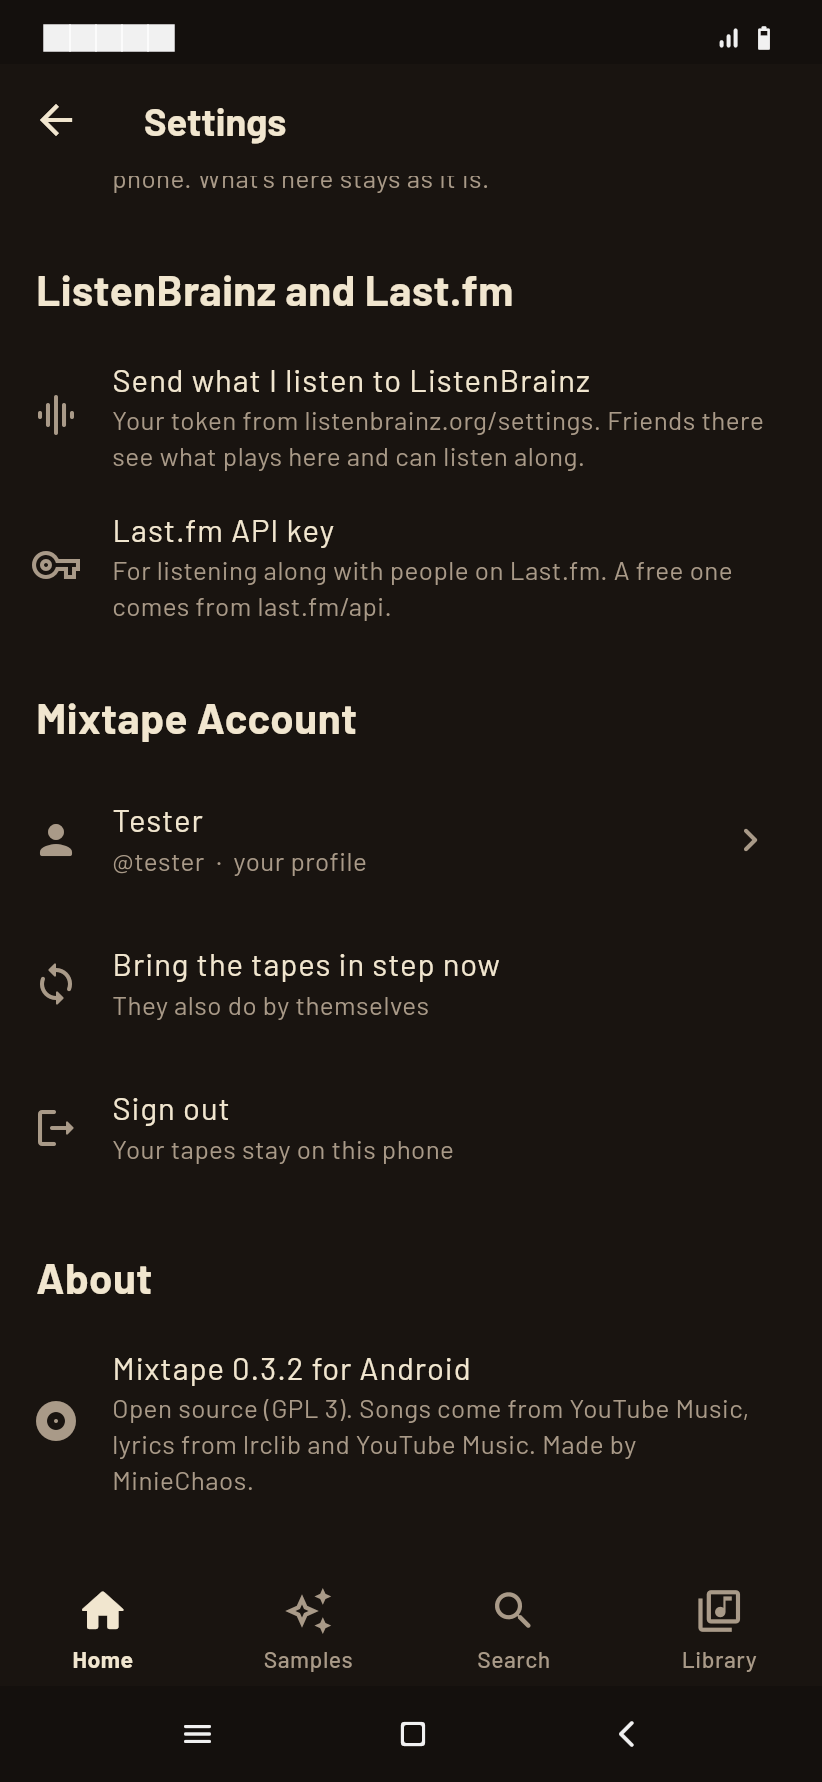 Settings
phone. What's here stays as it is.
ListenBrainz and Last.fm
Send what I listen to ListenBrainz
Your token from listenbrainz.org/settings. Friends there
see what plays here and can listen along.
Last.fm API key
For listening along with people on Last.fm. A free one
comes from last.fm/api.
Mixtape Account
Tester
@tester · your profile
Bring the tapes in step now
They also do by themselves
Sign out
Your tapes stay on this phone
About
Mixtape 0.3.2 for Android
Open source (GPL 3). Songs come from YouTube Music,
lyrics from lrclib and YouTube Music. Made by
MinieChaos.
Home
Samples
Search
Library